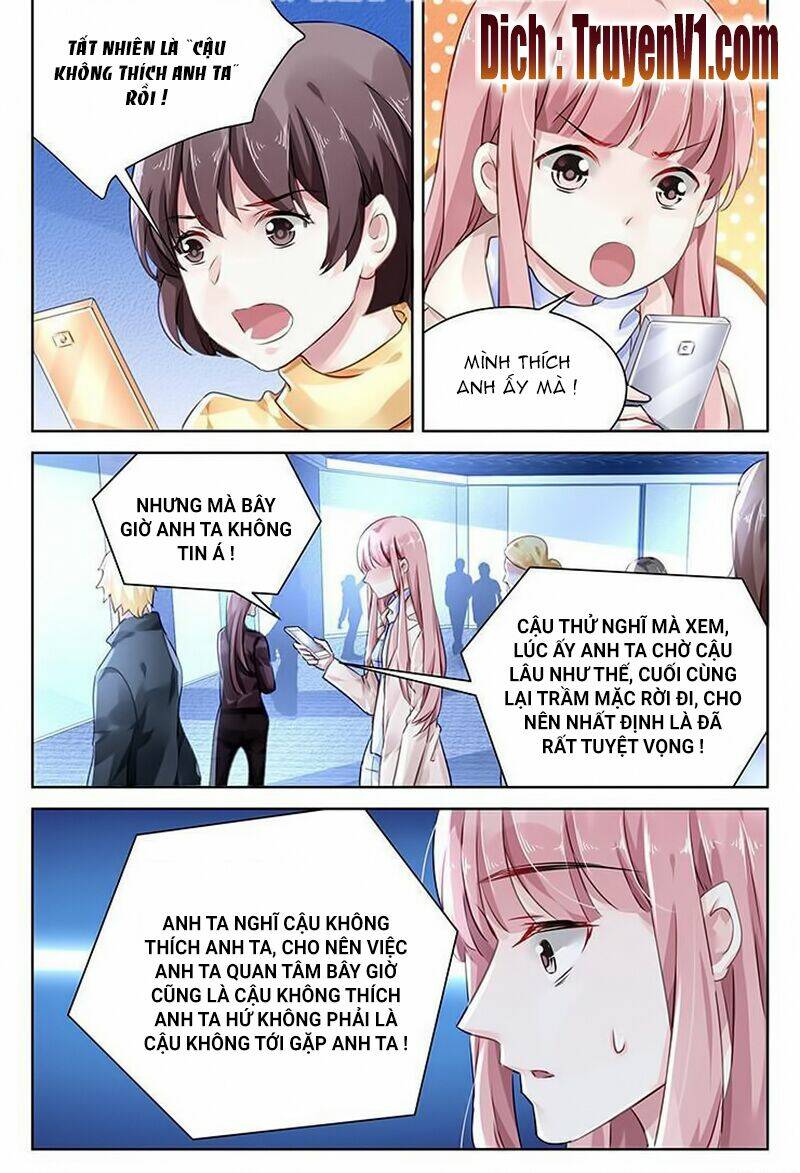 TẤT NHIÊN LÀ "CẬU
KHÔNG THÍCH ANH TA"
RỒI !
Dịch : TruyenV1.com
MÌNH THÍCH
ANH ẤY MÀ !
NHƯNG MÀ BÂY
GIỜ ANH TA KHÔNG
TIN Á !
CẬU THỬ NGHĨ MÀ XEM,
LÚC ẤY ANH TA CHỜ CẬU
LÂU NHƯ THẾ, CUỐI CÙNG
LẠI TRẦM MẶC RỜI ĐI, CHO
NÊN NHẤT ĐỊNH LÀ ĐÃ
RẤT TUYỆT VỌNG !
ANH TA NGHĨ CẬU KHÔNG
THÍCH ANH TA, CHO NÊN VIỆC
ANH TA QUAN TÂM BÂY GIỜ
CŨNG LÀ CẬU KHÔNG THÍCH
ANH TA HỨ KHÔNG PHẢI LÀ
CẬU KHÔNG TỚI GẶP ANH TA !